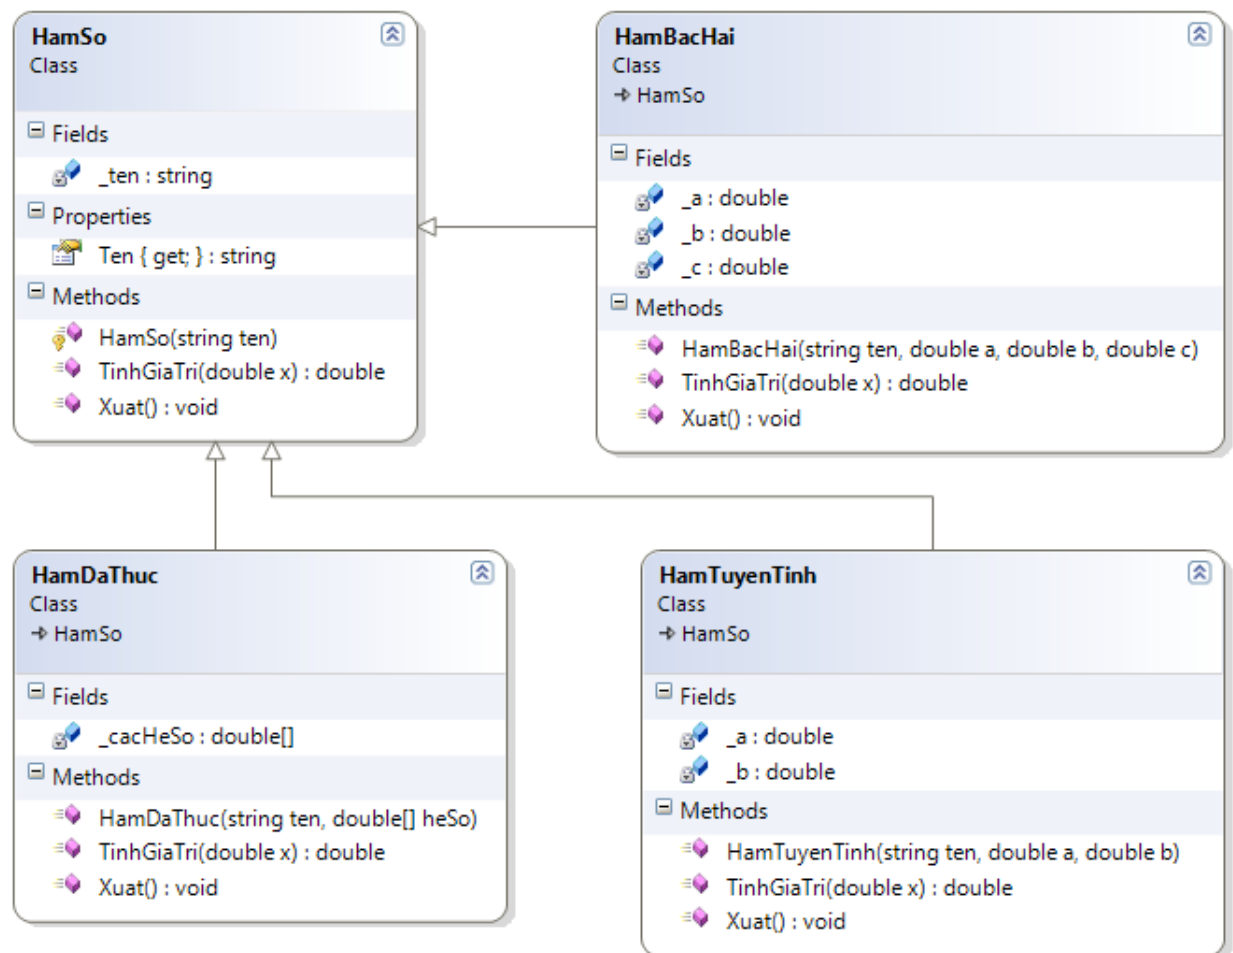 HamSo
Class
Fields
_ten : string
Properties
Ten { get; } : string
Methods
HamSo(string ten)
TinhGiaTri(double x) : double
Xuat() : void
HamBacHai
Class
HamSo
Fields
_a : double
_b : double
_c : double
Methods
HamBacHai(string ten, double a, double b, double c)
TinhGiaTri(double x) : double
Xuat() : void
HamDaThuc
Class
HamSo
Fields
_cacHeSo : double[]
Methods
HamDaThuc(string ten, double[] heSo)
TinhGiaTri(double x) : double
Xuat() : void
HamTuyenTinh
Class
HamSo
Fields
_a : double
_b : double
Methods
HamTuyenTinh(string ten, double a, double b)
TinhGiaTri(double x) : double
Xuat() : void